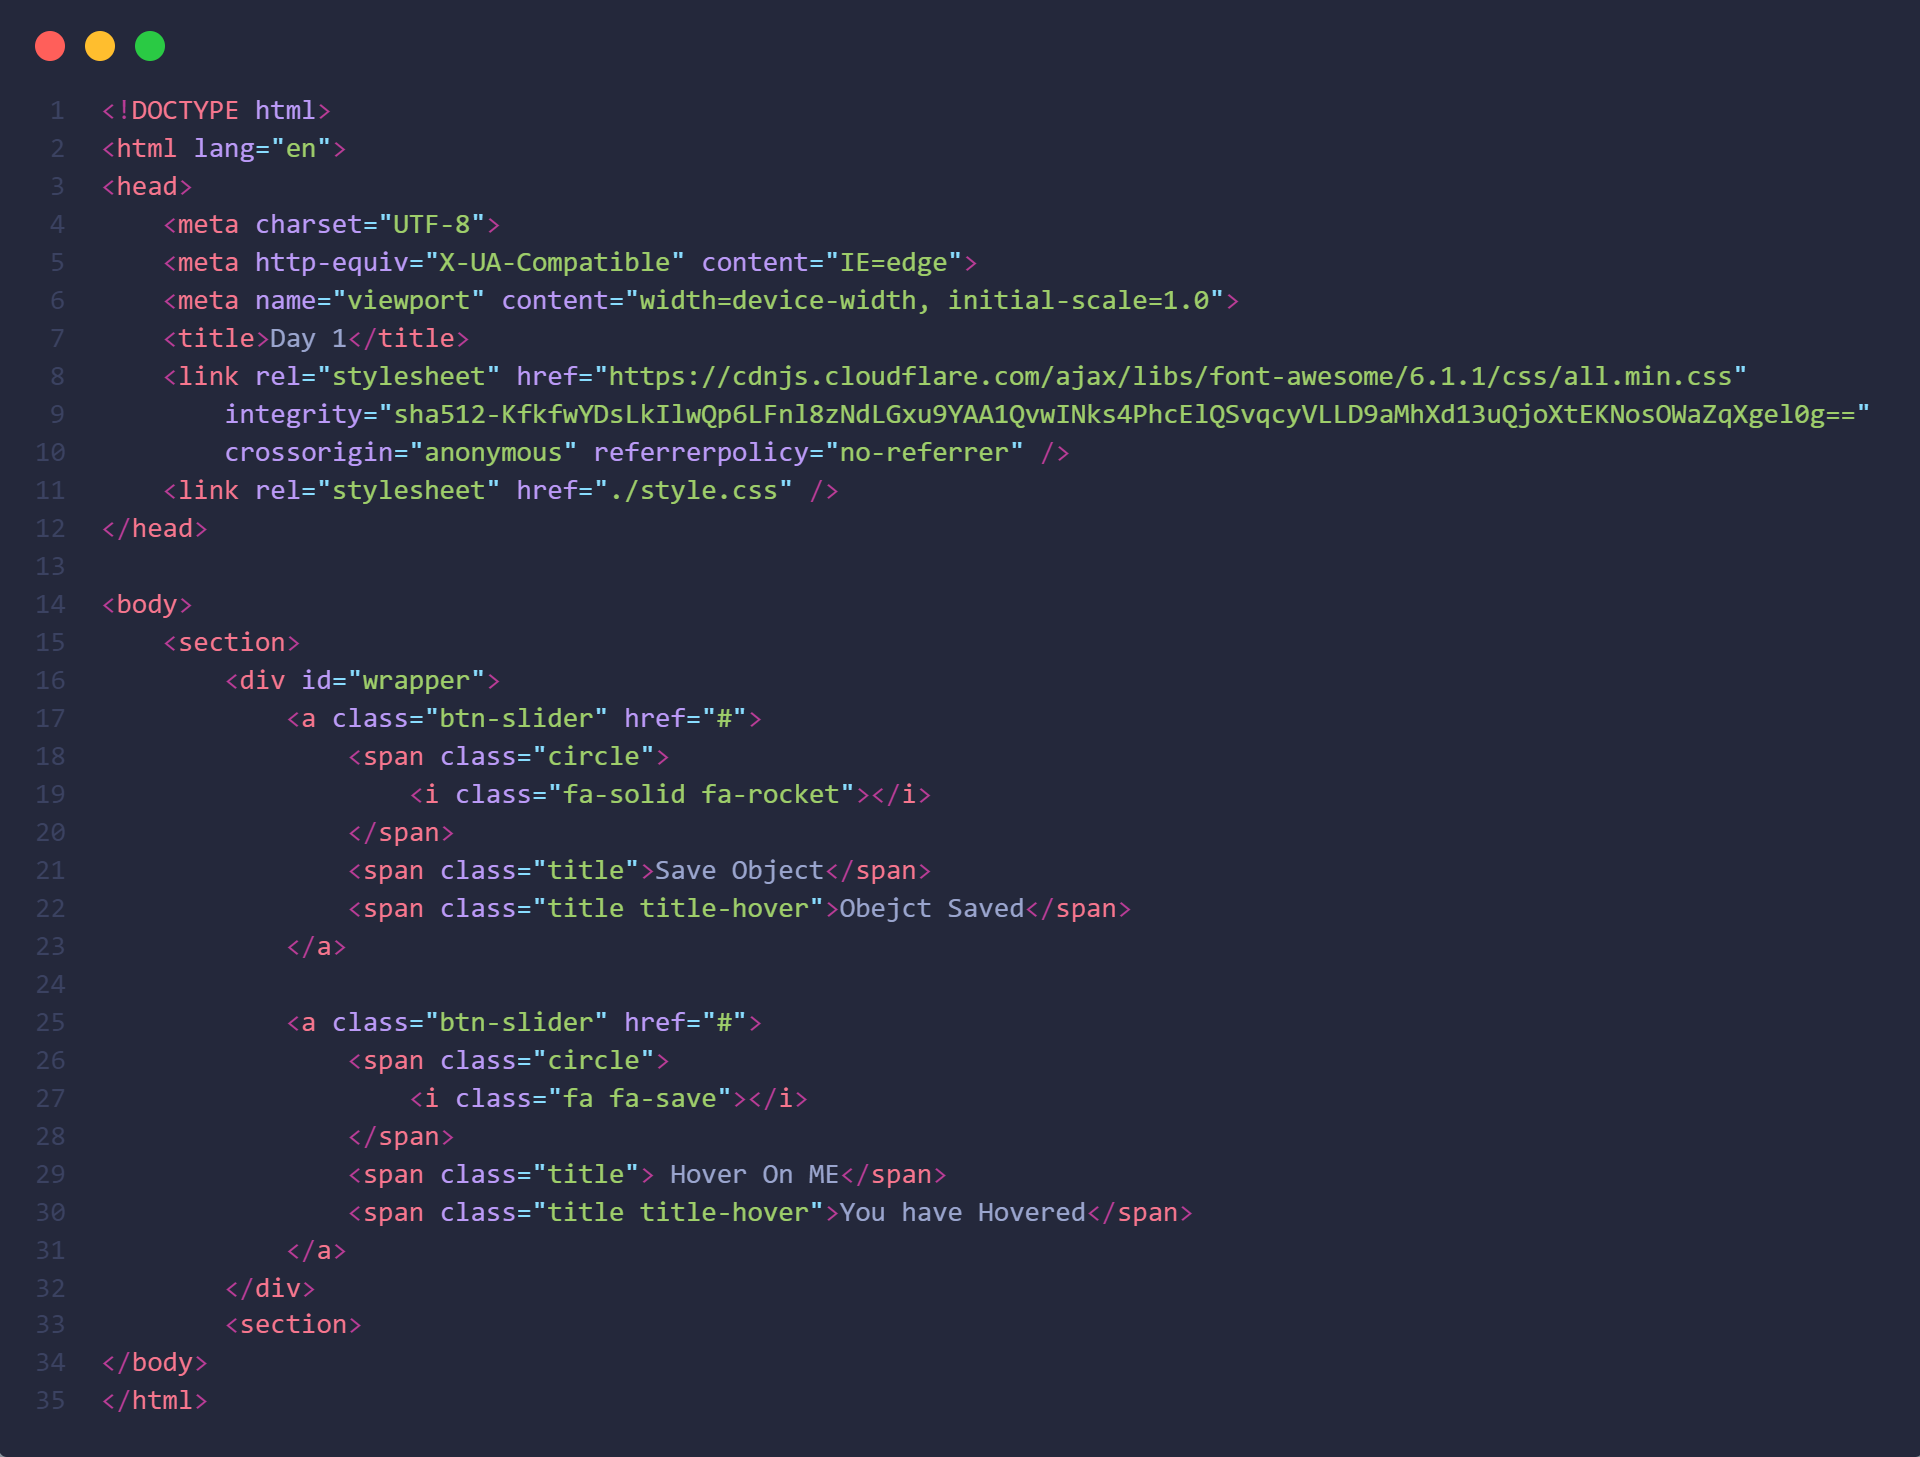 1 <!DOCTYPE html>
2 <html lang="en">
3 <head>
4     <meta charset="UTF-8">
5     <meta http-equiv="X-UA-Compatible" content="IE=edge">
6     <meta name="viewport" content="width=device-width, initial-scale=1.0">
7     <title>Day 1</title>
8     <link rel="stylesheet" href="https://cdnjs.cloudflare.com/ajax/libs/font-awesome/6.1.1/css/all.min.css"
9         integrity="sha512-KfkfwYDsLkIlwQp6LFnl8zNdLGxu9YAA1QvwINks4PhcElQSvqcyVLLD9aMhXd13uQjoXtEKNosOWaZqXgel0g=="
10         crossorigin="anonymous" referrerpolicy="no-referrer" />
11     <link rel="stylesheet" href="./style.css" />
12 </head>
13
14 <body>
15     <section>
16         <div id="wrapper">
17             <a class="btn-slider" href="#">
18                 <span class="circle">
19                     <i class="fa-solid fa-rocket"></i>
20                 </span>
21                 <span class="title">Save Object</span>
22                 <span class="title title-hover">Obejct Saved</span>
23             </a>
24
25             <a class="btn-slider" href="#">
26                 <span class="circle">
27                     <i class="fa fa-save"></i>
28                 </span>
29                 <span class="title"> Hover On ME</span>
30                 <span class="title title-hover">You have Hovered</span>
31             </a>
32         </div>
33         <section>
34 </body>
35 </html>